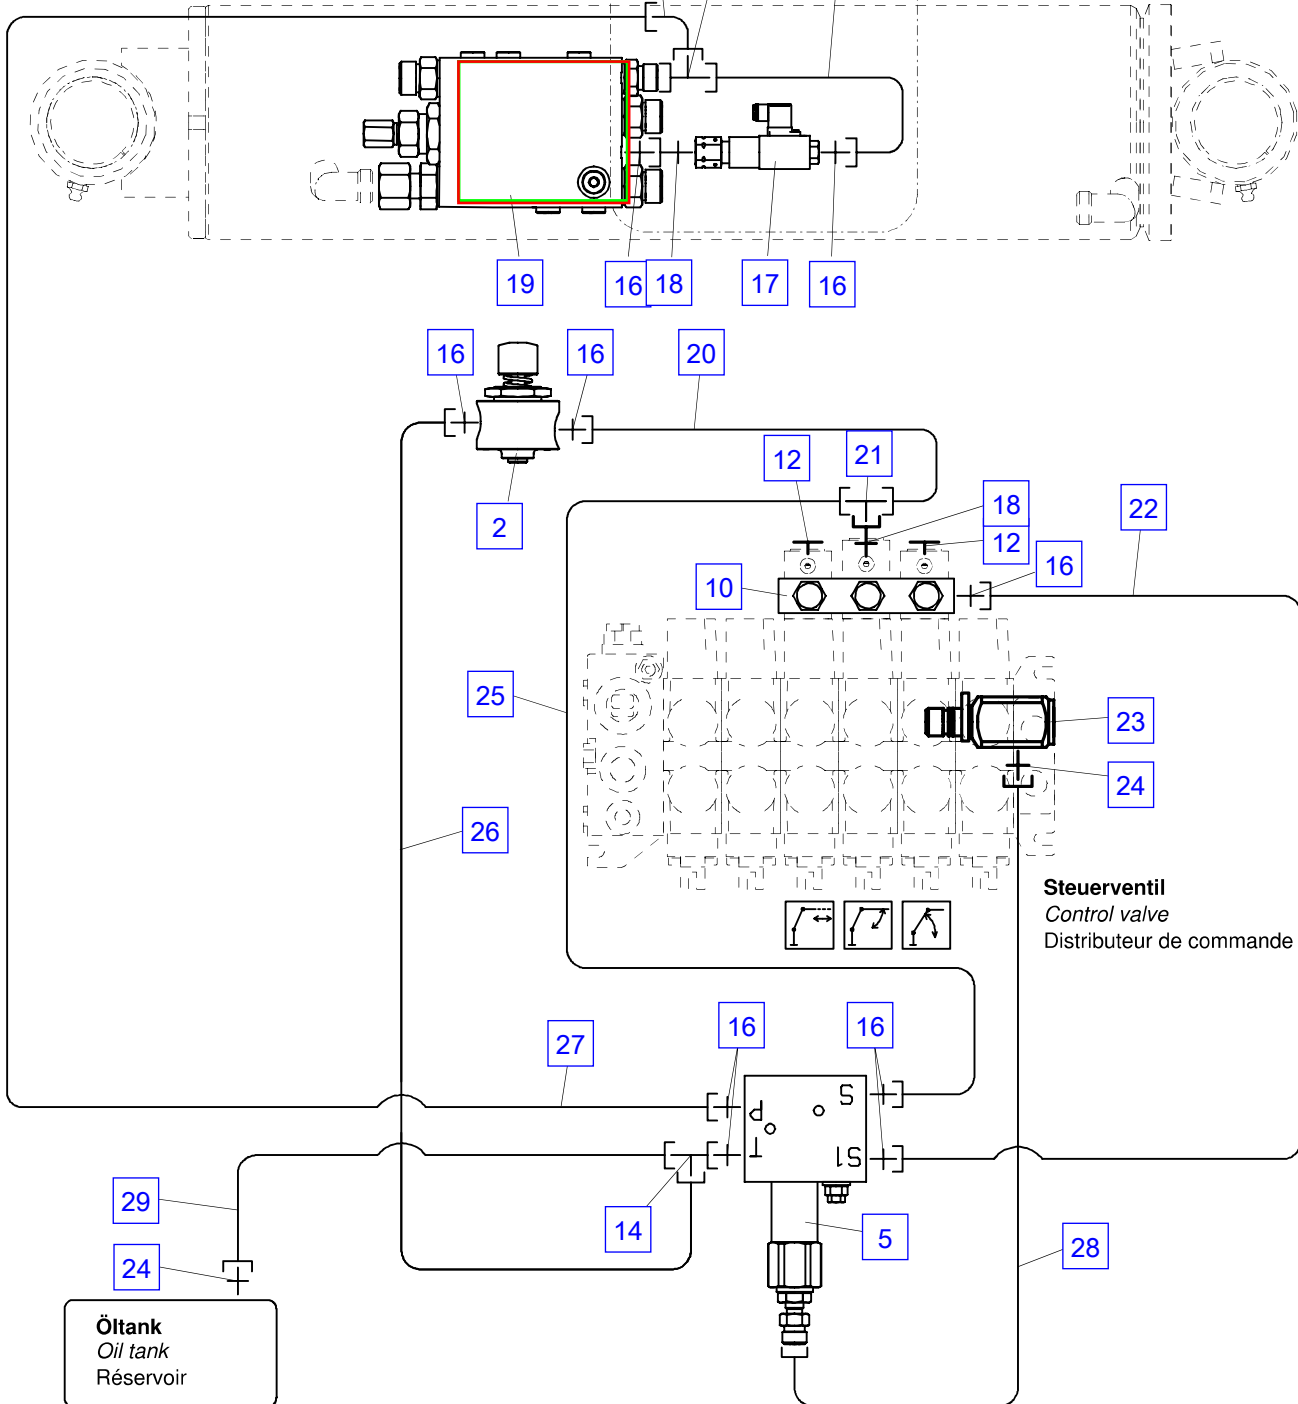 19
16
18
17
16
16
16
20
12
21
18
12
22
2
10
16
25
23
24
26
Steuerventil
Control valve
Distributeur de commande
27
16
16
P
S
T
S1
29
14
5
28
24
Öltank
Oil tank
Réservoir